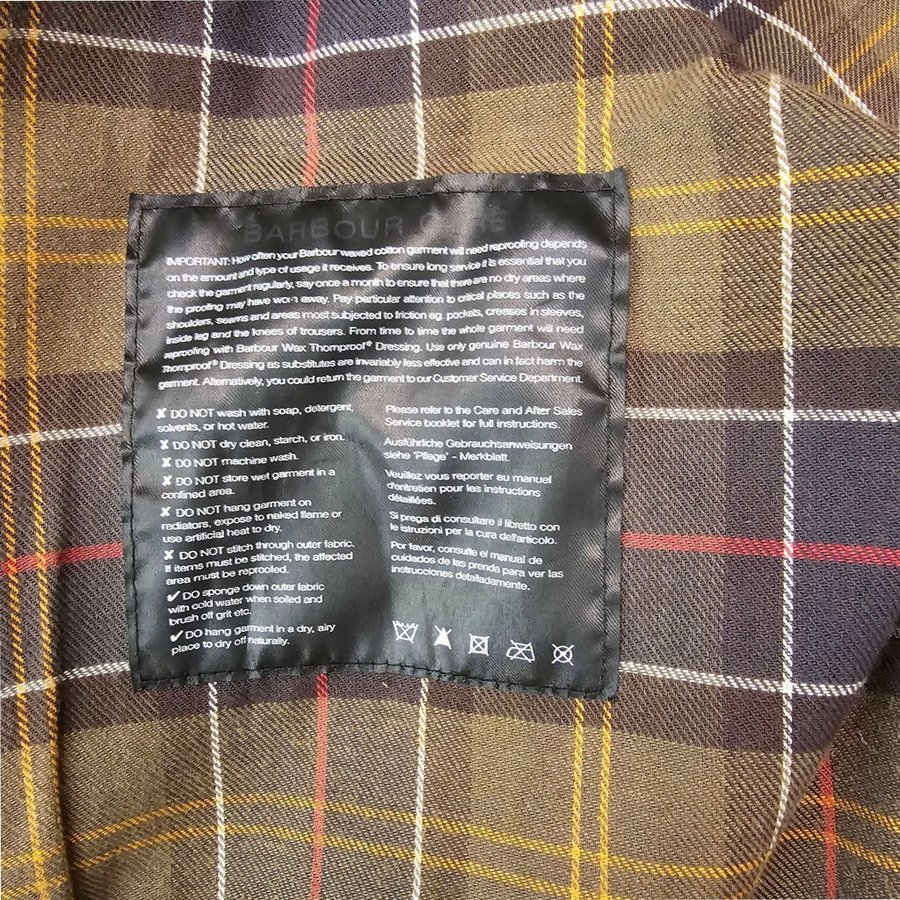 BARBOUR CARE
IMPORTANT: How often your Barbour waxed cotton garment will need reproofing depends
on the amount and type of usage it receives. To ensure long service it is essential that you
check the garment regularly, say once a month to ensure that there are no dry areas where
the proofing may have worn away. Pay particular attention to critical places such as the
shoulders, seams and areas most subjected to friction eg. pockets, creases in sleeves,
inside leg and the knees of trousers. From time to time the whole garment will need
reproofing with Barbour Wax Thornproof® Dressing. Use only genuine Barbour Wax
Thornproof® Dressing as substitutes are invariably less effective and can in fact harm the
garment. Alternatively, you could return the garment to our Customer Service Department.
✘ DO NOT wash with soap, detergent,
solvents, or hot water.
✘ DO NOT dry clean, starch, or iron.
✘ DO NOT machine wash.
✘ DO NOT store wet garment in a
confined area.
✘ DO NOT hang garment on
radiators, expose to naked flame or
use artificial heat to dry.
✘ DO NOT stitch through outer fabric.
If items must be stitched, the affected
area must be reproofed.
✔ DO sponge down outer fabric
with cold water when soiled and
brush off grit etc.
✔ DO hang garment in a dry, airy
place to dry off naturally.
Please refer to the Care and After Sales
Service booklet for full instructions.
Ausführliche Gebrauchsanweisungen
siehe "Pflege" - Merkblatt.
Veuillez vous reporter au manuel
d'entretien pour les instructions
détaillées.
Si prega di consultare il libretto con
le istruzioni per la cura dell'articolo.
Por favor, consulte el manual de
cuidados de las prenda para ver las
instrucciones detalladamente.